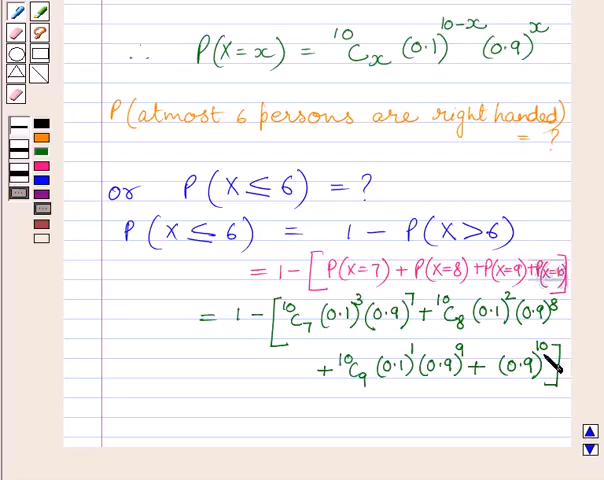 ∴ P(X=x) = ¹⁰Cₓ (0.1)¹⁰⁻ˣ (0.9)ˣ
P(atmost 6 persons are right handed)
= ?
or P(X ≤ 6) = ?
P(X ≤ 6) = 1 - P(X > 6)
= 1 - [P(X=7) + P(X=8) + P(X=9) + P(X=10)]
= 1 - [¹⁰C₇ (0.1)³ (0.9)⁷ + ¹⁰C₈ (0.1)² (0.9)⁸
+ ¹⁰C₉ (0.1)¹ (0.9)⁹ + (0.9)¹⁰]